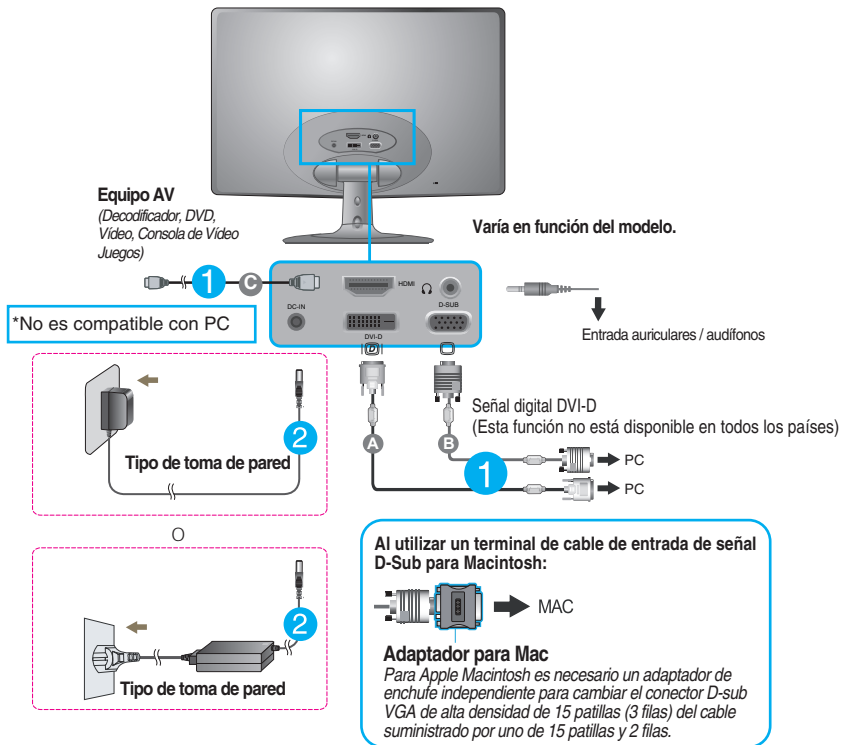 Equipo AV
(Decodificador, DVD,
Vídeo, Consola de Vídeo
Juegos)
Varía en función del modelo.
1
C
HDMI
DC-IN
D-SUB
DVI-D
D
*No es compatible con PC
Entrada auriculares / audífonos
2
Tipo de toma de pared
A
B
1
Señal digital DVI-D
(Esta función no está disponible en todos los países)
PC
PC
O
2
Tipo de toma de pared
Al utilizar un terminal de cable de entrada de señal
D-Sub para Macintosh:
MAC
Adaptador para Mac
Para Apple Macintosh es necesario un adaptador de
enchufe independiente para cambiar el conector D-sub
VGA de alta densidad de 15 patillas (3 filas) del cable
suministrado por uno de 15 patillas y 2 filas.